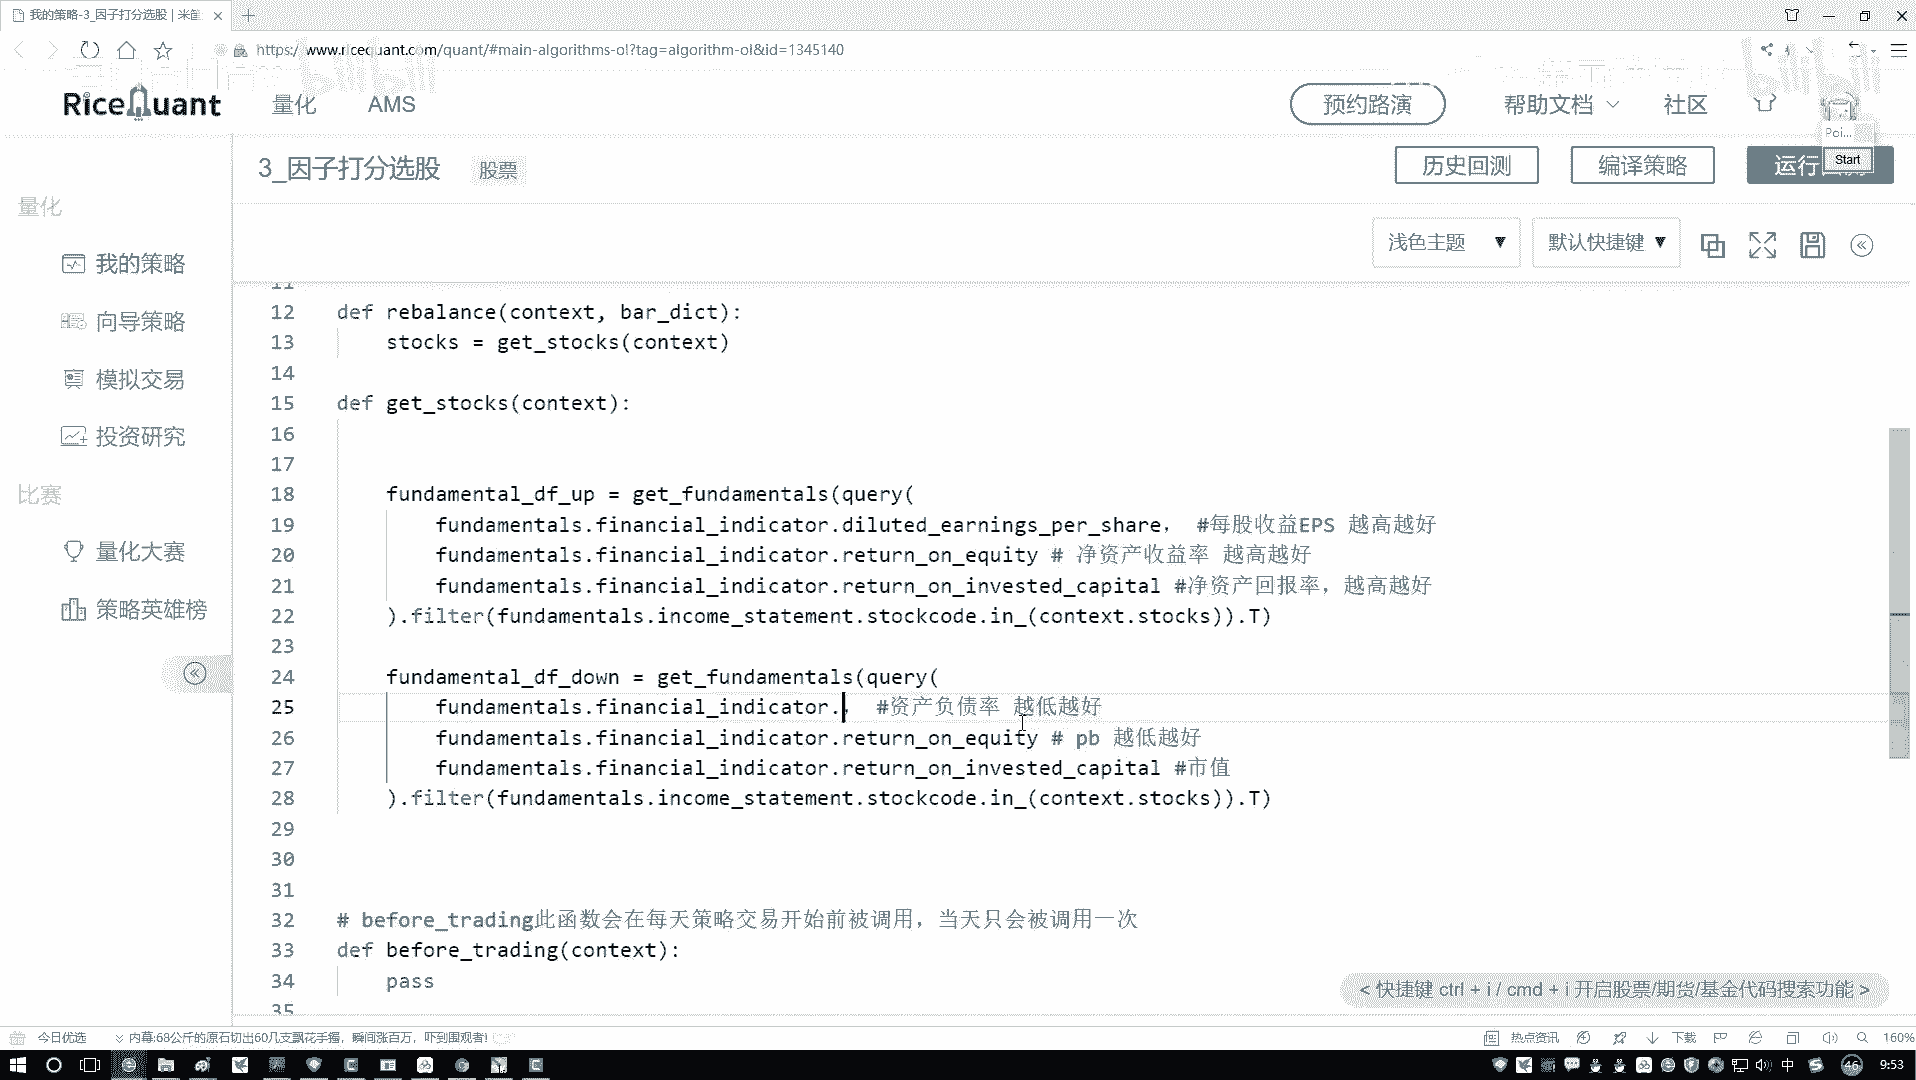 我的策略-3_因子打分选股 | 米筐
https://www.ricequant.com/quant/#main-algorithms-ol?tag=algorithm-ol&id=1345140
bilibili
RiceQuant
量化
AMS
预约路演
帮助文档
社区
Poi...
Start
3_因子打分选股
股票
历史回测
编译策略
运行
浅色主题
默认快捷键
量化
我的策略
向导策略
模拟交易
投资研究
比赛
量化大赛
策略英雄榜
11
12 def rebalance(context, bar_dict):
13 stocks = get_stocks(context)
14
15 def get_stocks(context):
16
17
18 fundamental_df_up = get_fundamentals(query(
19 fundamentals.financial_indicator.diluted_earnings_per_share, #每股收益EPS 越高越好
20 fundamentals.financial_indicator.return_on_equity # 净资产收益率 越高越好
21 fundamentals.financial_indicator.return_on_invested_capital #净资产回报率，越高越好
22 ).filter(fundamentals.income_statement.stockcode.in_(context.stocks)).T)
23
24 fundamental_df_down = get_fundamentals(query(
25 fundamentals.financial_indicator., #资产负债率 越低越好
26 fundamentals.financial_indicator.return_on_equity # pb 越低越好
27 fundamentals.financial_indicator.return_on_invested_capital #市值
28 ).filter(fundamentals.income_statement.stockcode.in_(context.stocks)).T)
29
30
31
32 # before_trading此函数会在每天策略交易开始前被调用，当天只会被调用一次
33 def before_trading(context):
34 pass
35
< 快捷键 ctrl + i / cmd + i 开启股票/期货/基金代码搜索功能 >
今日优选
内幕:68公斤的原石切出60几支飘花手镯，瞬间涨百万，吓到围观者!
热点资讯
下载
160%
中
46
9:53